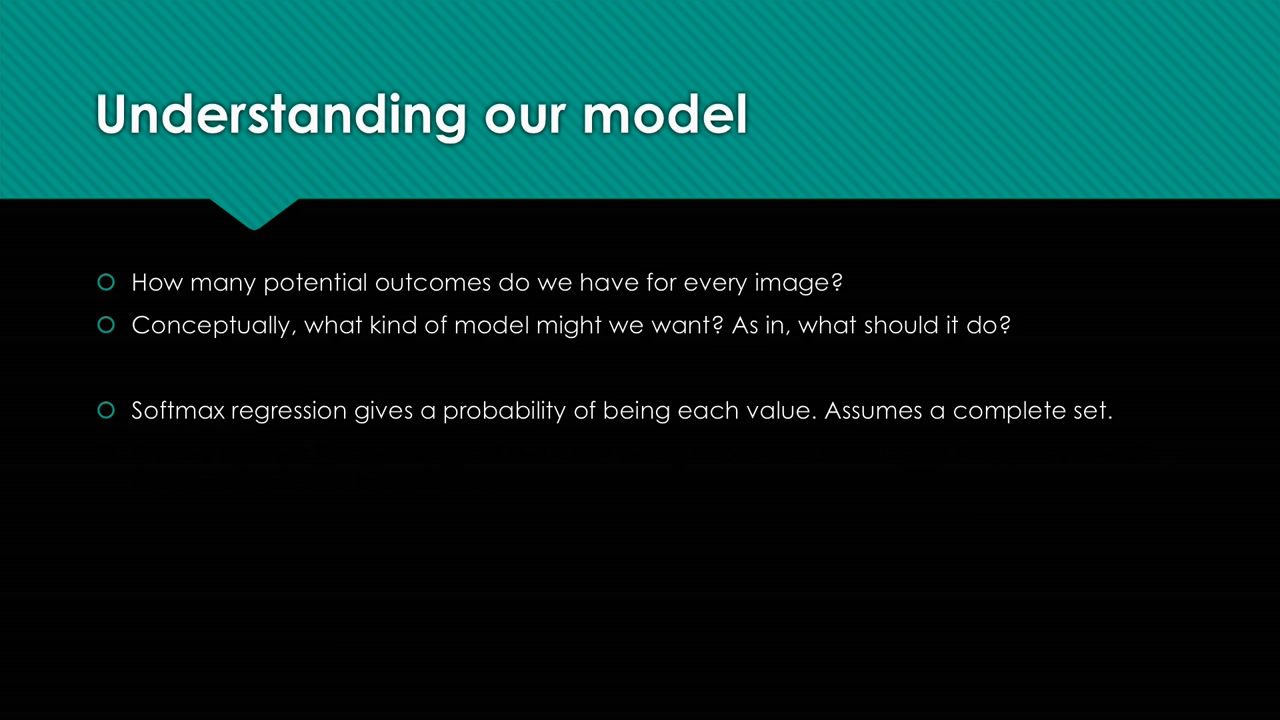 Understanding our model
How many potential outcomes do we have for every image?
Conceptually, what kind of model might we want? As in, what should it do?
Softmax regression gives a probability of being each value. Assumes a complete set.